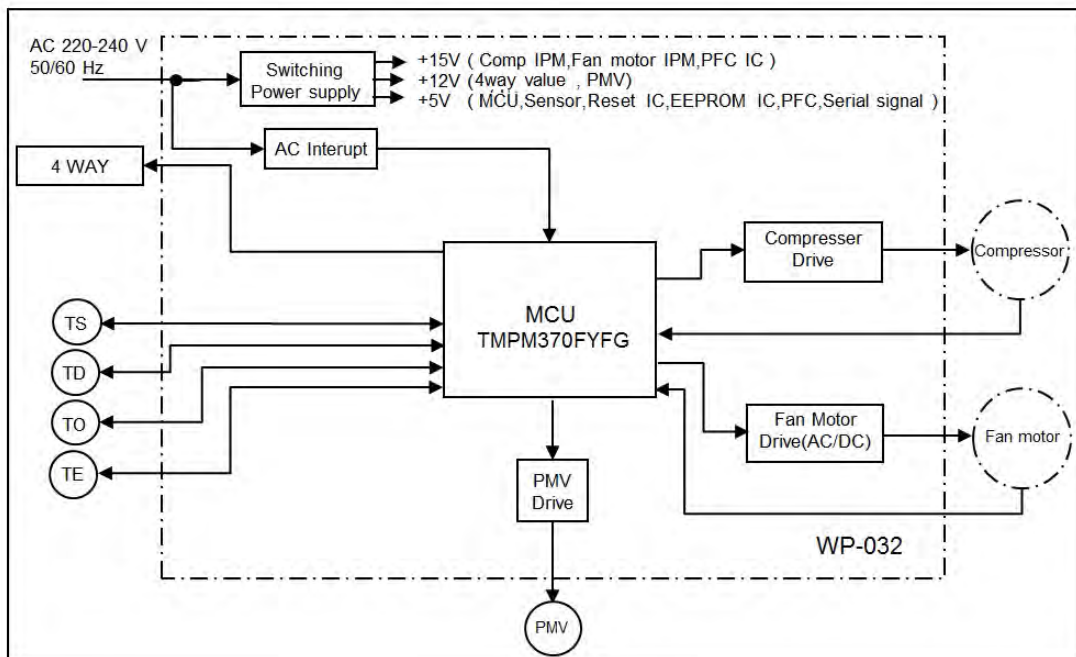 AC 220-240 V
50/60 Hz
Switching
Power supply
+15V ( Comp IPM,Fan motor IPM,PFC IC )
+12V (4way value , PMV)
+5V ( MCU,Sensor,Reset IC,EEPROM IC,PFC,Serial signal )
AC Interupt
4 WAY
Compresser
Drive
Compressor
MCU
TMPM370FYFG
TS
TD
TO
TE
Fan Motor
Drive(AC/DC)
Fan motor
PMV
Drive
WP-032
PMV